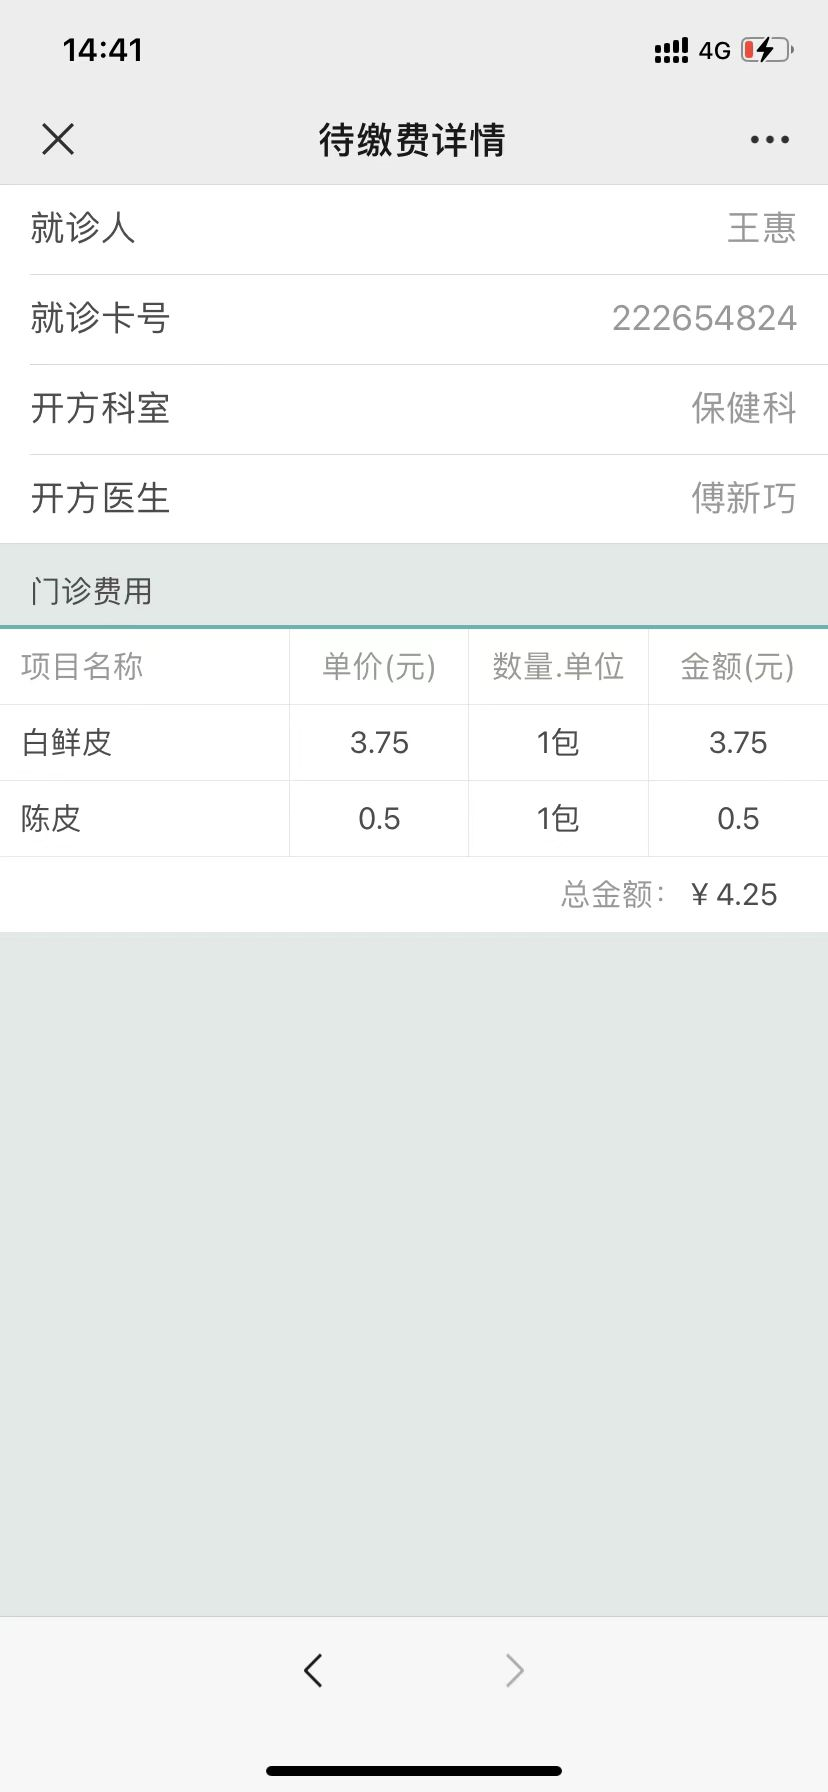 14:41 4G
待缴费详情
就诊人 王惠
就诊卡号 222654824
开方科室 保健科
开方医生 傅新巧
门诊费用
项目名称 单价(元) 数量.单位 金额(元)
白鲜皮 3.75 1包 3.75
陈皮 0.5 1包 0.5
总金额： ¥ 4.25